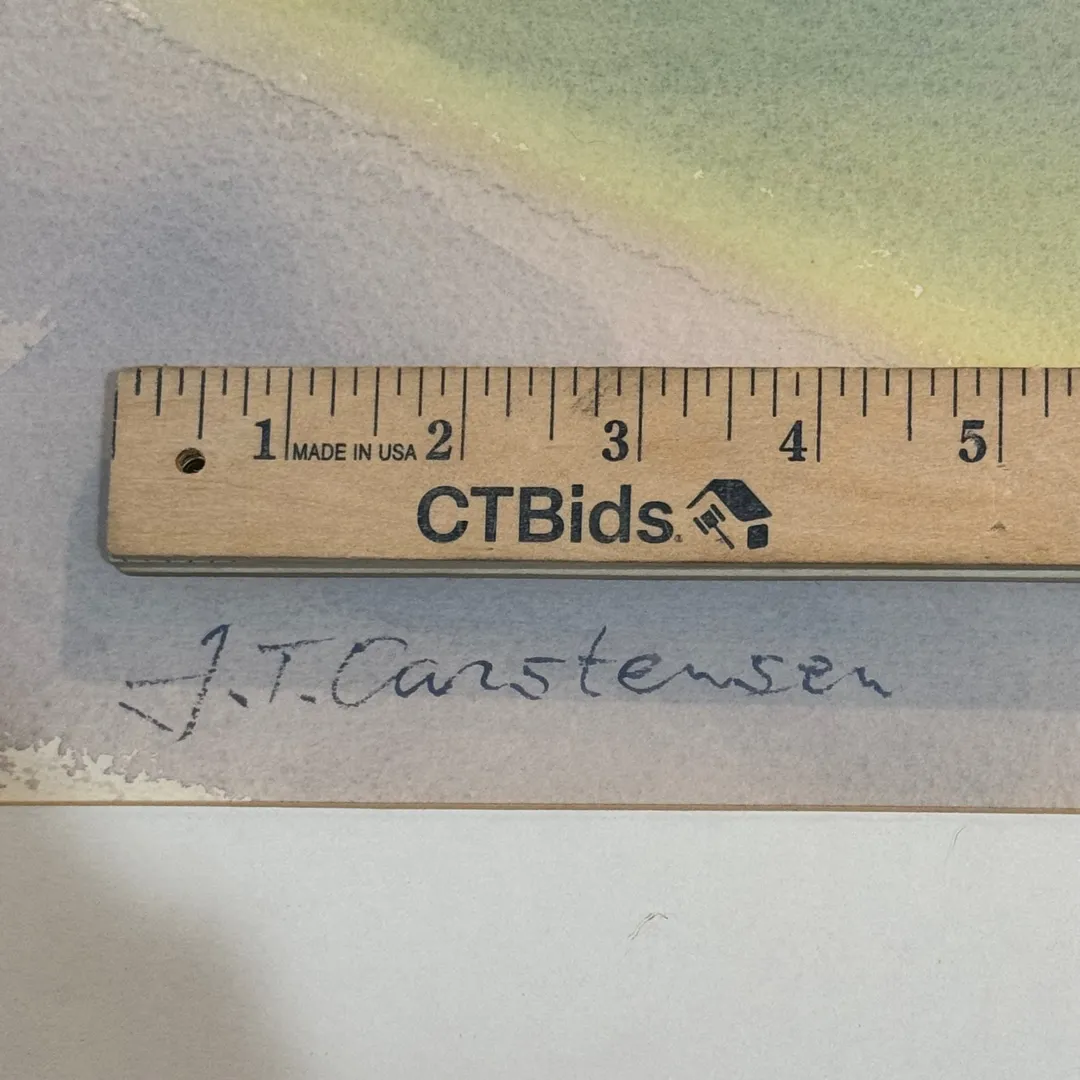 1 MADE IN USA 2 3 4 5
CTBids
J.T. Carstensen